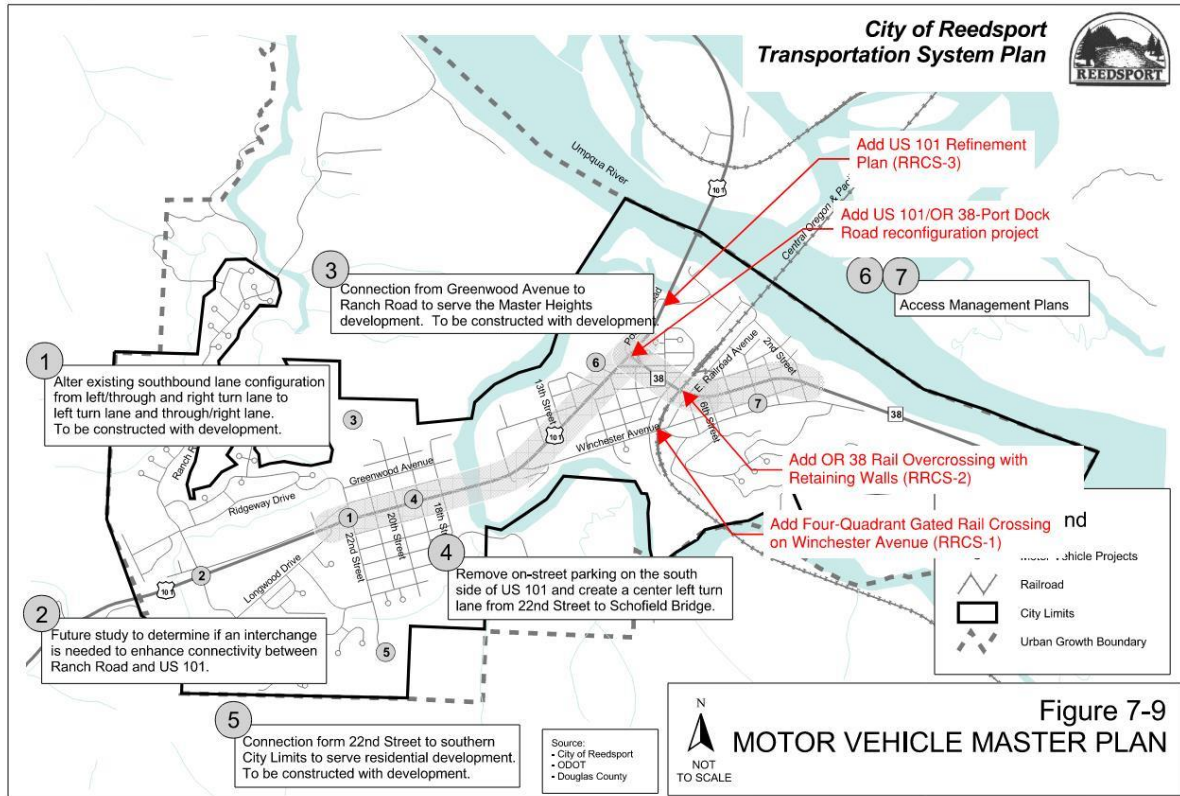 City of Reedsport
Transportation System Plan
REEDSPORT
Umpqua River
Add US 101 Refinement
Plan (RRCS-3)
101
Central Oregon &
Add US 101/OR 38-Port Dock
Road reconfiguration project
6
7
Access Management Plans
3
Connection from Greenwood Avenue to
Ranch Road to serve the Master Heights
development. To be constructed with development.
1
Alter existing southbound lane configuration
from left/through and right turn lane to
left turn lane and through/right lane.
To be constructed with development.
6
38
E. Railroad Avenue
2nd Street
13th Street
101
6th Street
7
38
3
Winchester Avenue
Greenwood Avenue
Ridgeway Drive
4
1
18th
20th Street
22nd Street
Longwood Drive
2
101
Add OR 38 Rail Overcrossing with
Retaining Walls (RRCS-2)
Add Four-Quadrant Gated Rail Crossing
on Winchester Avenue (RRCS-1)
4
Remove on-street parking on the south
side of US 101 and create a center left turn
lane from 22nd Street to Schofield Bridge.
2
Future study to determine if an interchange
is needed to enhance connectivity between
Ranch Road and US 101.
5
5
Connection form 22nd Street to southern
City Limits to serve residential development.
To be constructed with development.
Motor Vehicle Projects
Railroad
City Limits
Urban Growth Boundary
Source:
- City of Reedsport
- ODOT
- Douglas County
N
NOT
TO SCALE
Figure 7-9
MOTOR VEHICLE MASTER PLAN